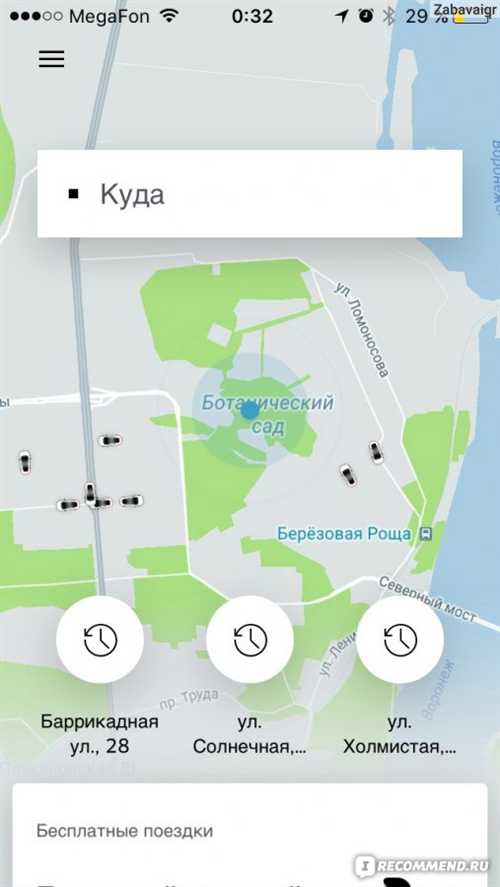 MegaFon
0:32
29 %
Zabavaigr
Куда
ул. Ломоносова
Ботанический
сад
ы
Берёзовая Роща
Северный мост
ул. Лени
Воронеж
пр. Труда
Баррикадная
ул., 28
ул.
Солнечная,...
ул.
Холмистая,...
Бесплатные поездки
I RECOMMEND.RU